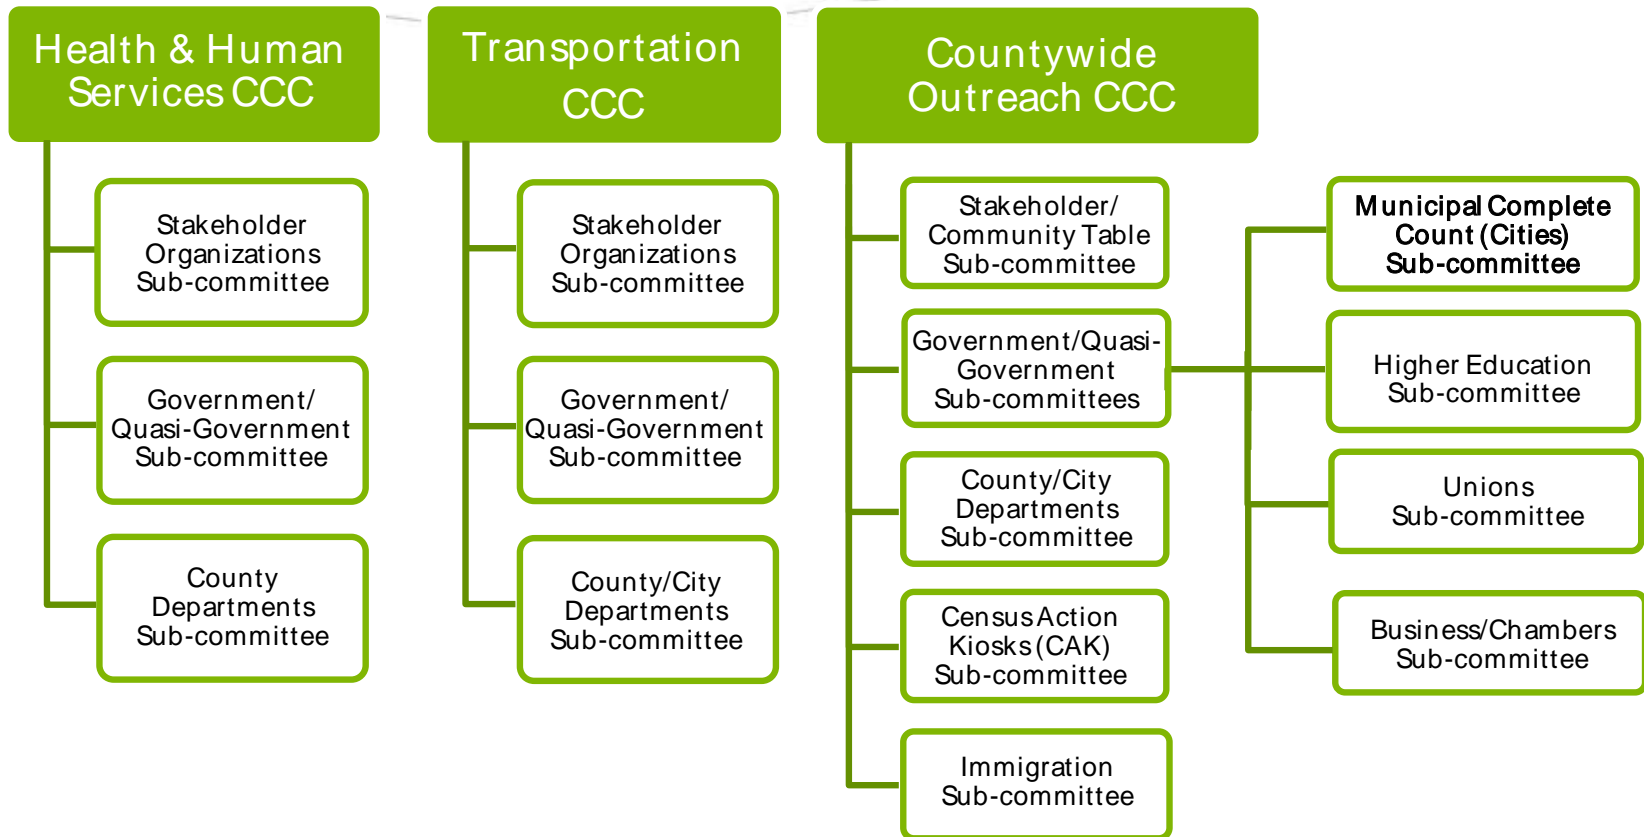 Health & Human
Services CCC
Stakeholder
Organizations
Sub-committee
Government/
Quasi-Government
Sub-committee
County
Departments
Sub-committee
Transportation
CCC
Stakeholder
Organizations
Sub-committee
Government/
Quasi-Government
Sub-committee
County/City
Departments
Sub-committee
Countywide
Outreach CCC
Stakeholder/
Community Table
Sub-committee
Government/Quasi-
Government
Sub-committees
County/City
Departments
Sub-committee
Census Action
Kiosks (CAK)
Sub-committee
Immigration
Sub-committee
Municipal Complete
Count (Cities)
Sub-committee
Higher Education
Sub-committee
Unions
Sub-committee
Business/Chambers
Sub-committee